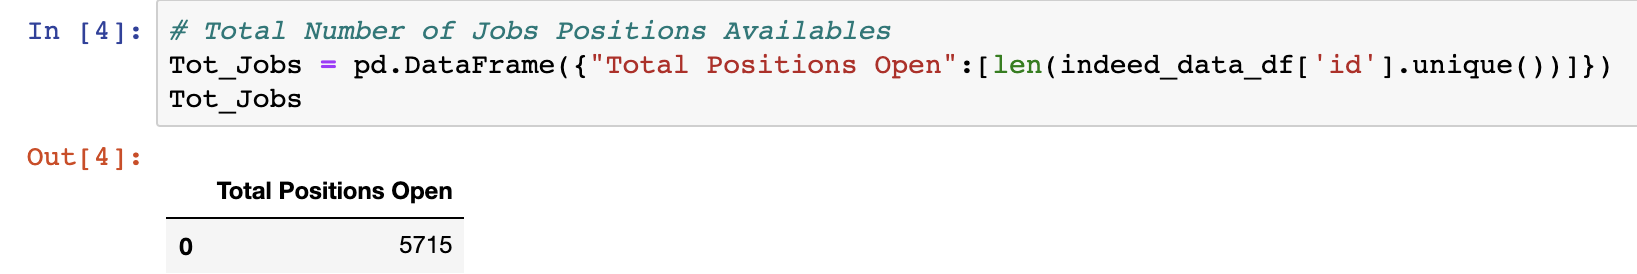 In [4]: # Total Number of Jobs Positions Availables
Tot_Jobs = pd.DataFrame({"Total Positions Open":[len(indeed_data_df['id'].unique())]})
Tot_Jobs
Out[4]:
Total Positions Open
0 5715